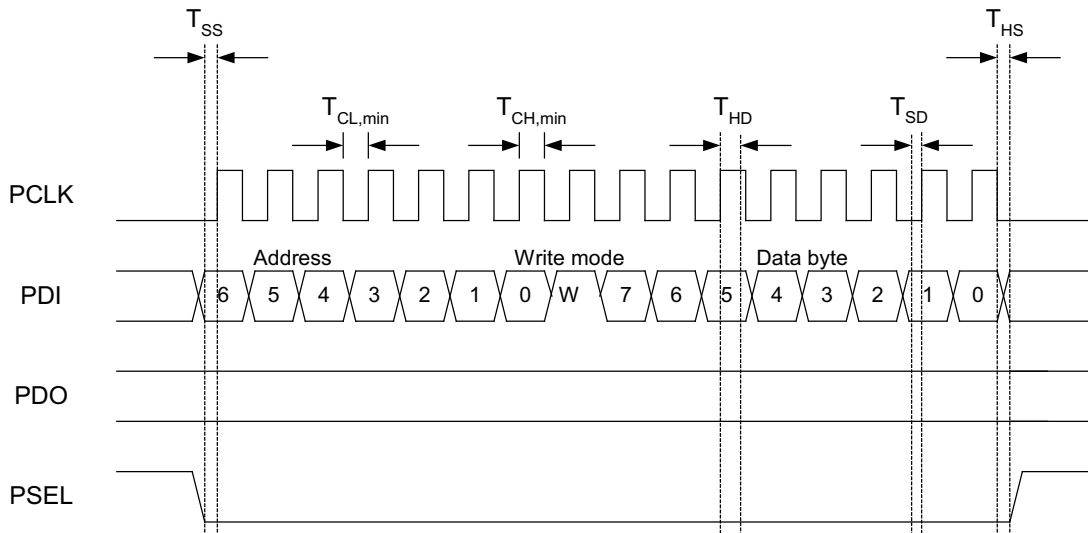 T_SS T_HS
T_CL,min T_CH,min T_HD T_SD
PCLK
Address Write mode Data byte
PDI 6 5 4 3 2 1 0 W 7 6 5 4 3 2 1 0
PDO
PSEL